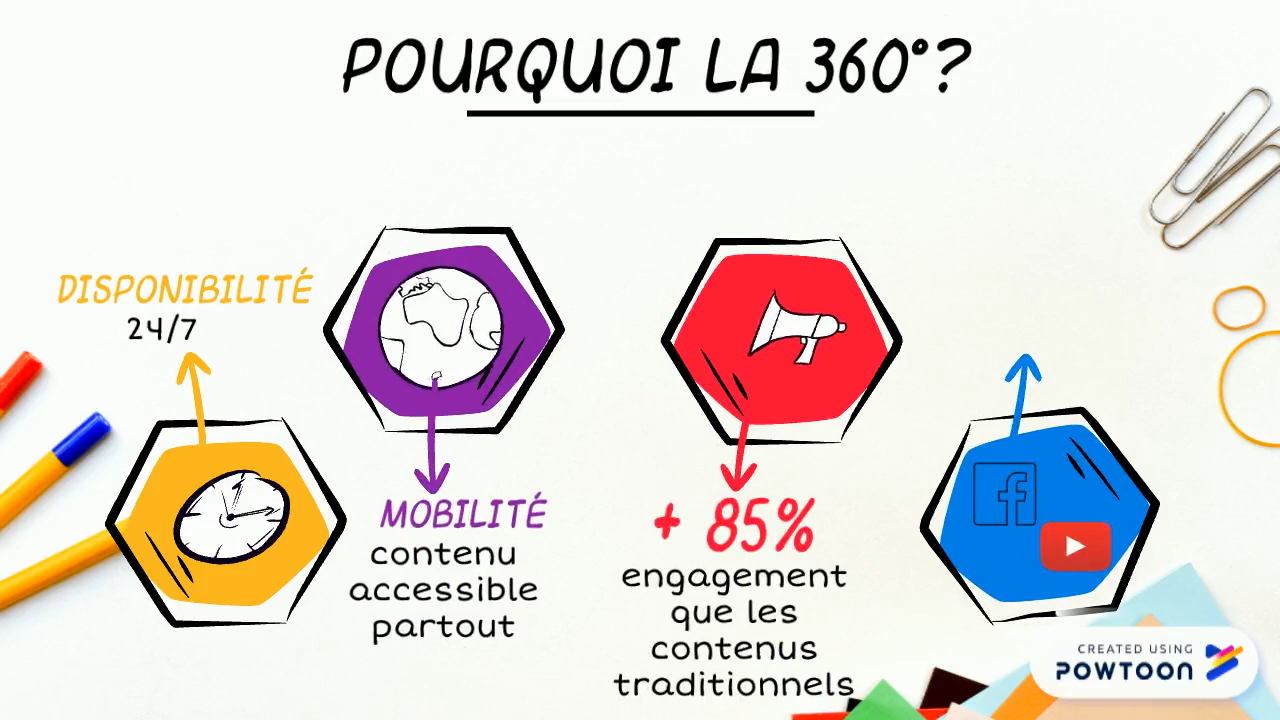 POURQUOI LA 360°?
DISPONIBILITÉ
24/7
MOBILITÉ
contenu
accessible
partout
+ 85%
engagement
que les
contenus
traditionnels
f
CREATED USING
POWTOON